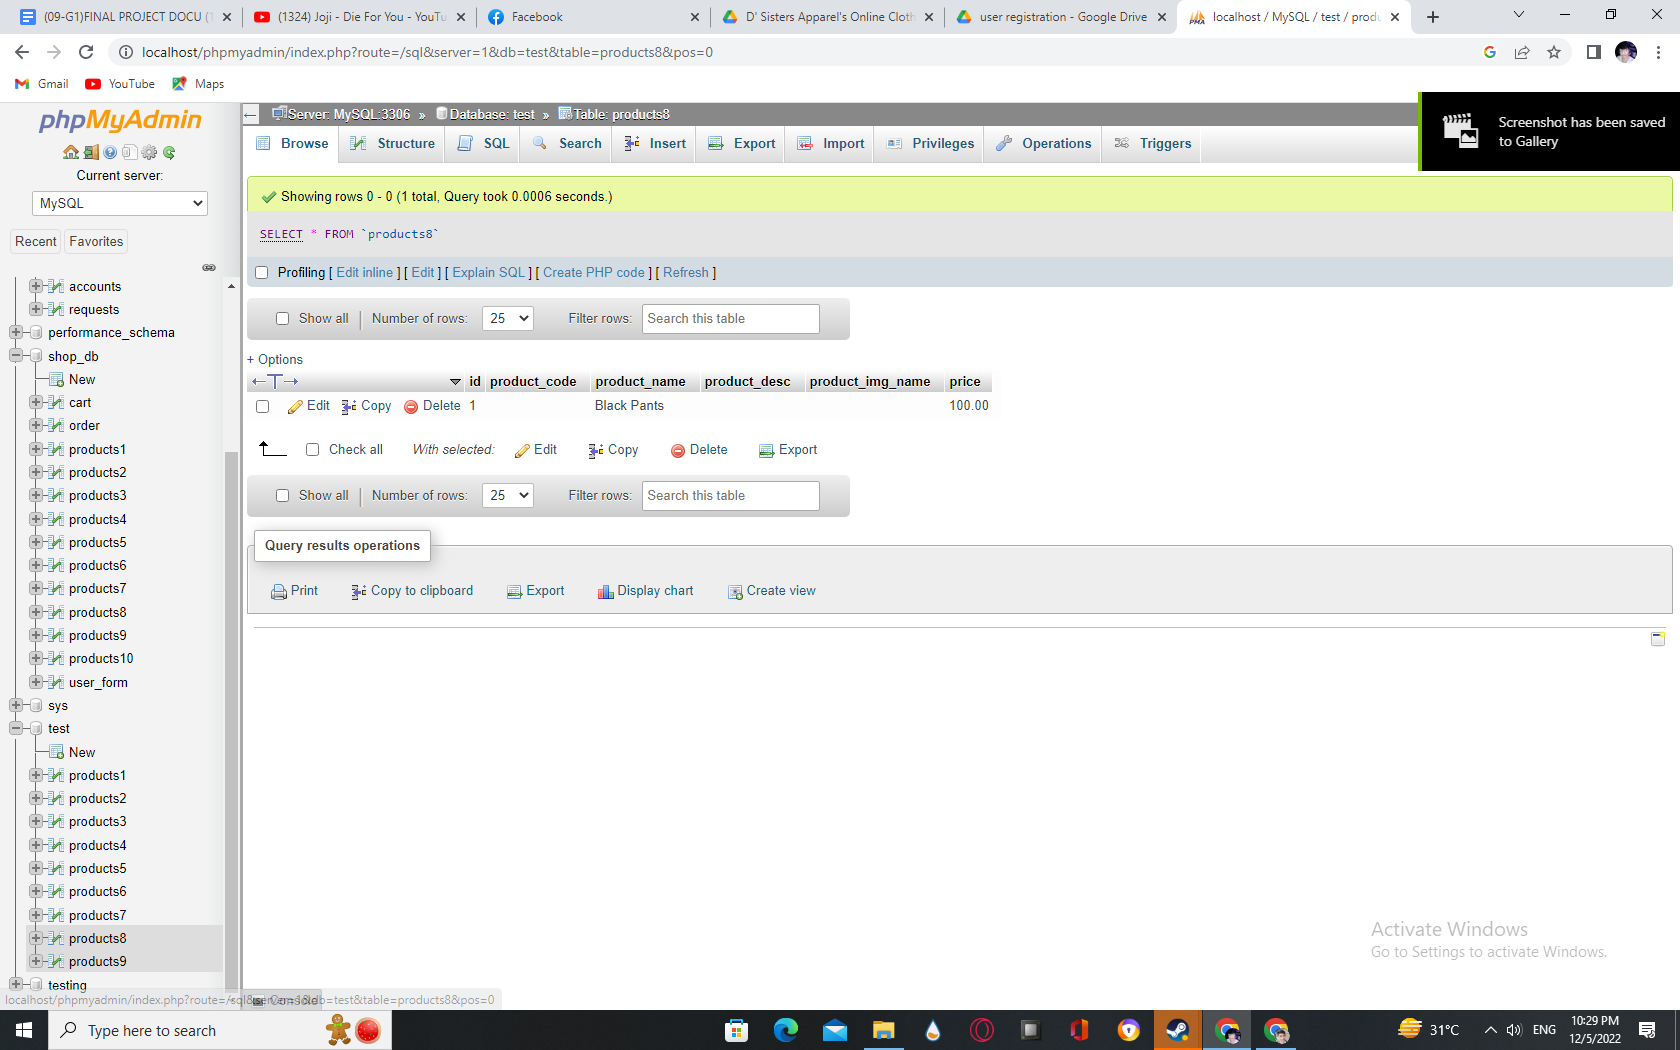 (09-G1)FINAL PROJECT DOCU (1
(1324) Joji - Die For You - YouTu
Facebook
D' Sisters Apparel's Online Cloth
user registration - Google Drive
localhost / MySQL / test / produ
localhost/phpmyadmin/index.php?route=/sql&server=1&db=test&table=products8&pos=0
Gmail
YouTube
Maps
phpMyAdmin
Current server:
MySQL
Recent
Favorites
accounts
requests
performance_schema
shop_db
New
cart
order
products1
products2
products3
products4
products5
products6
products7
products8
products9
products10
user_form
sys
test
New
products1
products2
products3
products4
products5
products6
products7
products8
products9
testing
Server: MySQL:3306 » Database: test » Table: products8
Browse
Structure
SQL
Search
Insert
Export
Import
Privileges
Operations
Triggers
Screenshot has been saved
to Gallery
Showing rows 0 - 0 (1 total, Query took 0.0006 seconds.)
SELECT * FROM `products8`
Profiling [ Edit inline ] [ Edit ] [ Explain SQL ] [ Create PHP code ] [ Refresh ]
Show all
Number of rows:
25
Filter rows:
Search this table
+ Options
←T→ id product_code product_name product_desc product_img_name price
Edit Copy Delete 1 Black Pants 100.00
Check all With selected: Edit Copy Delete Export
Show all
Number of rows:
25
Filter rows:
Search this table
Query results operations
Print
Copy to clipboard
Export
Display chart
Create view
Activate Windows
Go to Settings to activate Windows.
localhost/phpmyadmin/index.php?route=/sql&server=1&db=test&table=products8&pos=0
Console
Type here to search
31°C
ENG
10:29 PM
12/5/2022